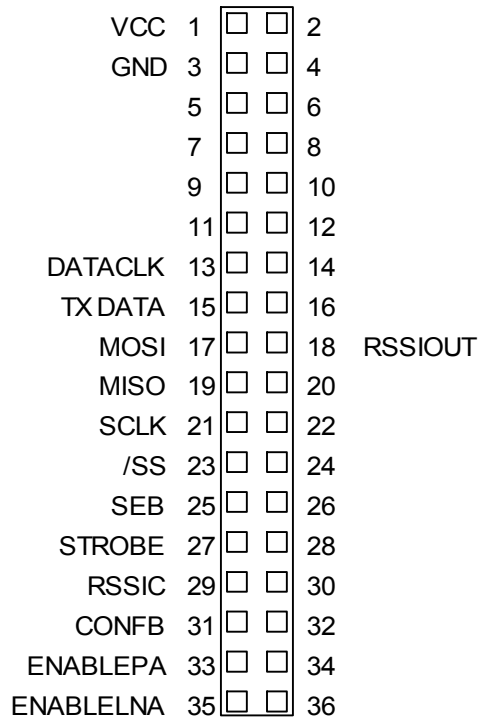 VCC 1 2
GND 3 4
5 6
7 8
9 10
11 12
DATACLK 13 14
TX DATA 15 16
MOSI 17 18 RSSIOUT
MISO 19 20
SCLK 21 22
/SS 23 24
SEB 25 26
STROBE 27 28
RSSIC 29 30
CONFB 31 32
ENABLEPA 33 34
ENABLELNA 35 36